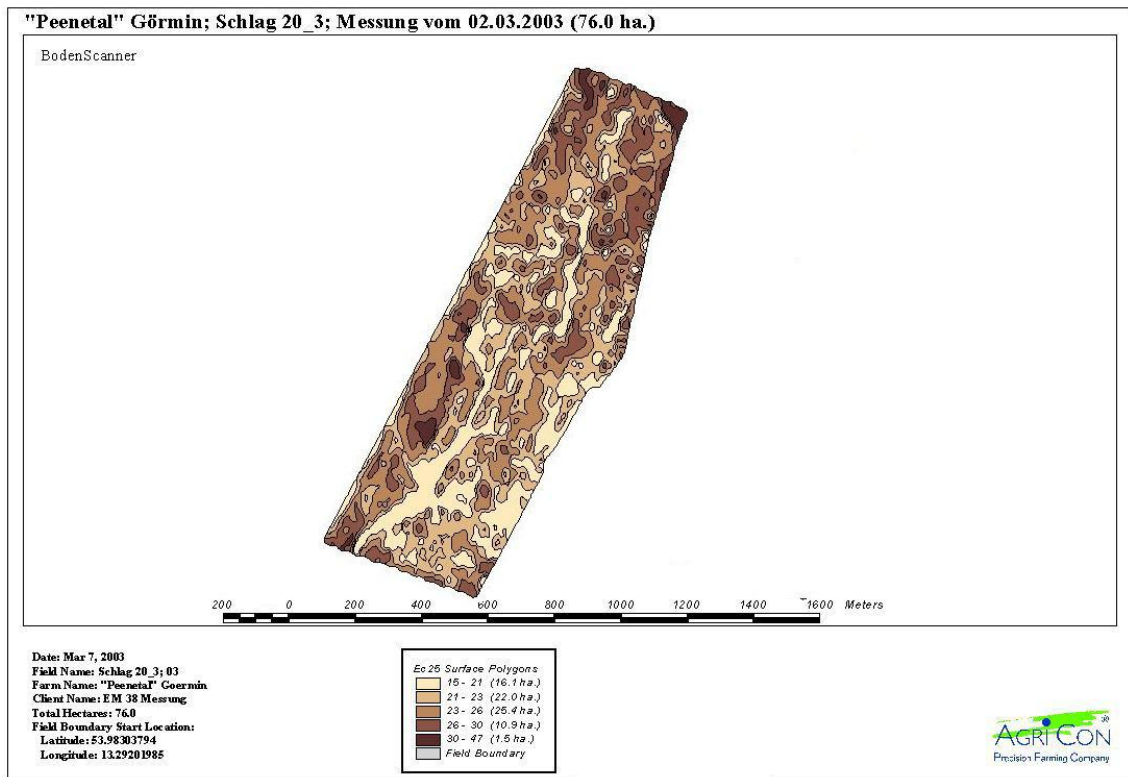 "Peenetal" Görmin; Schlag 20_3; Messung vom 02.03.2003 (76.0 ha.)
BodenScanner
200 0 200 400 600 800 1000 1200 1400 1600 Meters
Date: Mar 7, 2003
Field Name: Schlag 20_3; 03
Farm Name: "Peenetal" Goermin
Client Name: EM 38 Messung
Total Hectares: 76.0
Field Boundary Start Location:
Latitude: 53.98303794
Longitude: 13.29201985
Ec25 Surface Polygons
15 - 21 (16.1 ha.)
21 - 23 (22.0 ha.)
23 - 26 (25.4 ha.)
26 - 30 (10.9 ha.)
30 - 47 (1.5 ha.)
Field Boundary
AGRI CON ®
Precision Farming Company